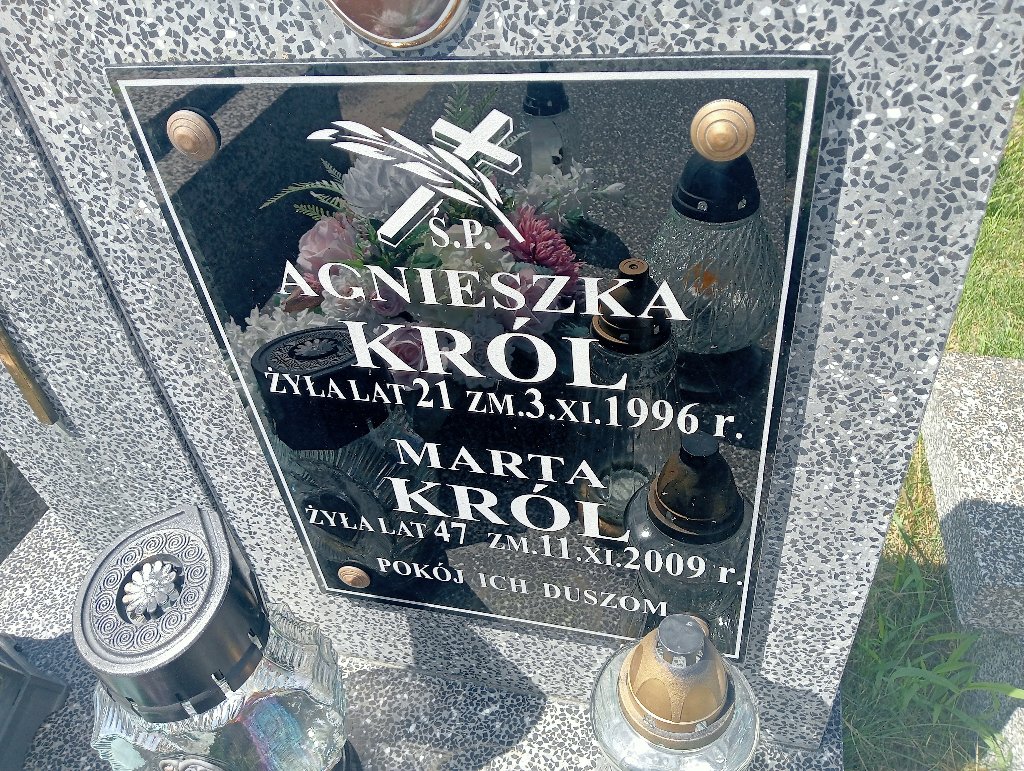 Ś.P.
AGNIESZKA
KRÓL
ŻYŁA LAT 21 ZM.3.XI.1996 r.
MARTA
KRÓL
ŻYŁA LAT 47 ZM.11.XI.2009 r.
POKÓJ ICH DUSZOM